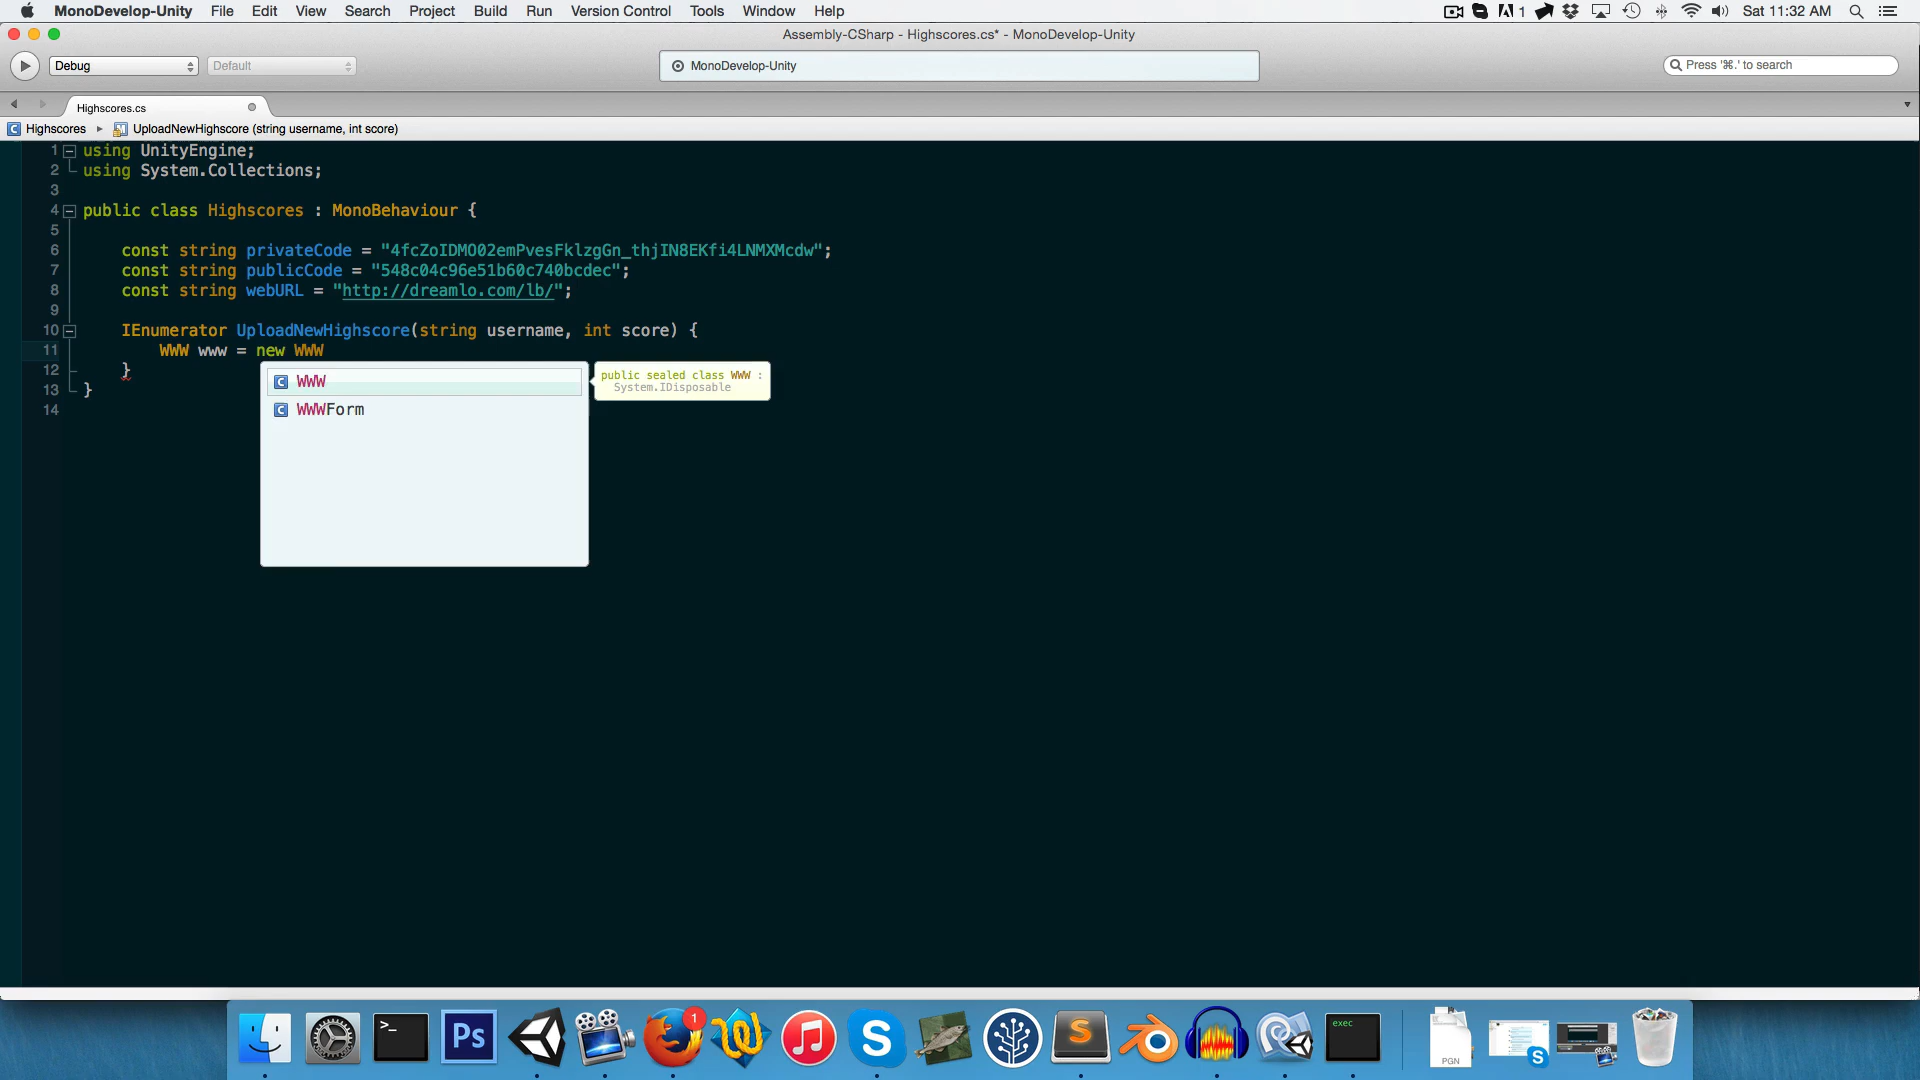 MonoDevelop-Unity File Edit View Search Project Build Run Version Control Tools Window Help 1 Sat 11:32 AM
Assembly-CSharp - Highscores.cs* - MonoDevelop-Unity
Debug Default MonoDevelop-Unity Press '⌘.' to search
Highscores.cs
Highscores ▸ UploadNewHighscore (string username, int score)
1 using UnityEngine;
2 using System.Collections;
3
4 public class Highscores : MonoBehaviour {
5
6 const string privateCode = "4fcZoIDMO02emPvesFklzgGn_thjIN8EKfi4LNMXMcdw";
7 const string publicCode = "548c04c96e51b60c740bcdec";
8 const string webURL = "http://dreamlo.com/lb/";
9
10 IEnumerator UploadNewHighscore(string username, int score) {
11 WWW www = new WWW
12 }
13 }
14
WWW
WWWForm
public sealed class WWW :
System.IDisposable
>_
Ps
1
S
S
exec
PGN
S